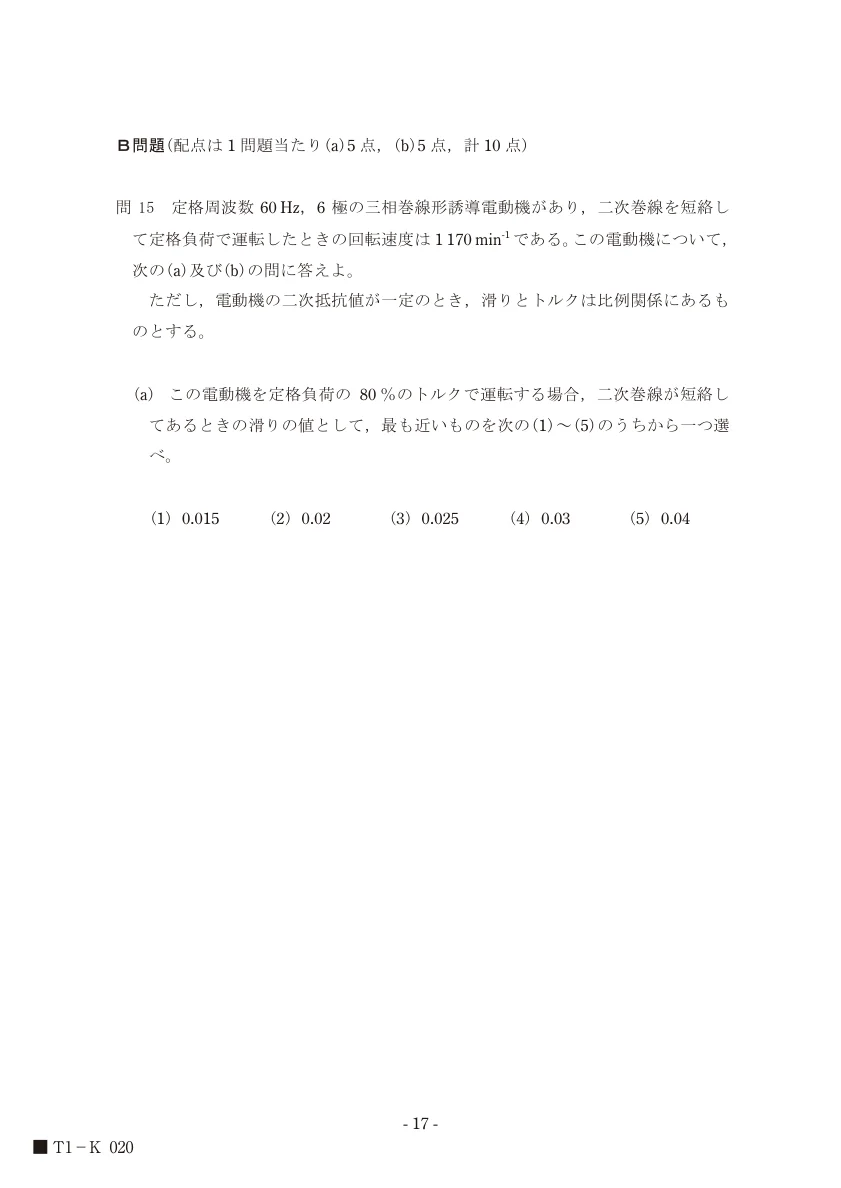 B問題(配点は1問題当たり(a)5点，(b)5点，計10点)
問15　定格周波数60 Hz，6極の三相巻線形誘導電動機があり，二次巻線を短絡し
て定格負荷で運転したときの回転速度は1 170 min⁻¹である。この電動機について，
次の(a)及び(b)の問に答えよ。
ただし，電動機の二次抵抗値が一定のとき，滑りとトルクは比例関係にあるも
のとする。
(a)　この電動機を定格負荷の80 %のトルクで運転する場合，二次巻線が短絡し
てあるときの滑りの値として，最も近いものを次の(1)～(5)のうちから一つ選
べ。
(1) 0.015　(2) 0.02　(3) 0.025　(4) 0.03　(5) 0.04
- 17 -
■ T1－K 020